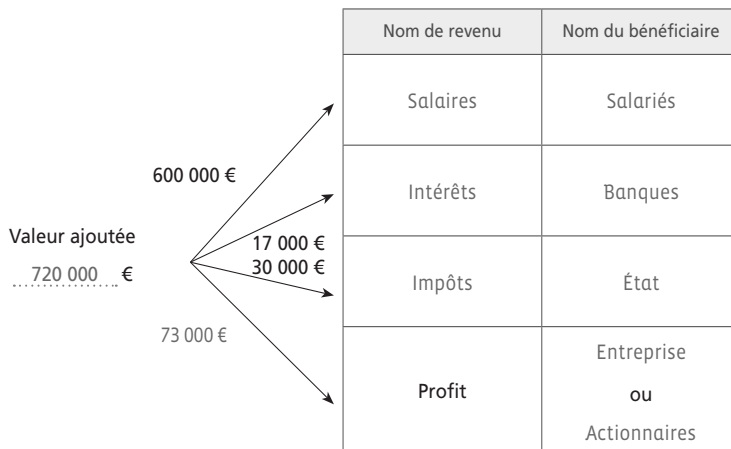 Nom de revenu
Nom du bénéficiaire
Salaires
Salariés
600 000 €
Intérêts
Banques
Valeur ajoutée
720 000 €
17 000 €
30 000 €
Impôts
État
73 000 €
Profit
Entreprise
ou
Actionnaires